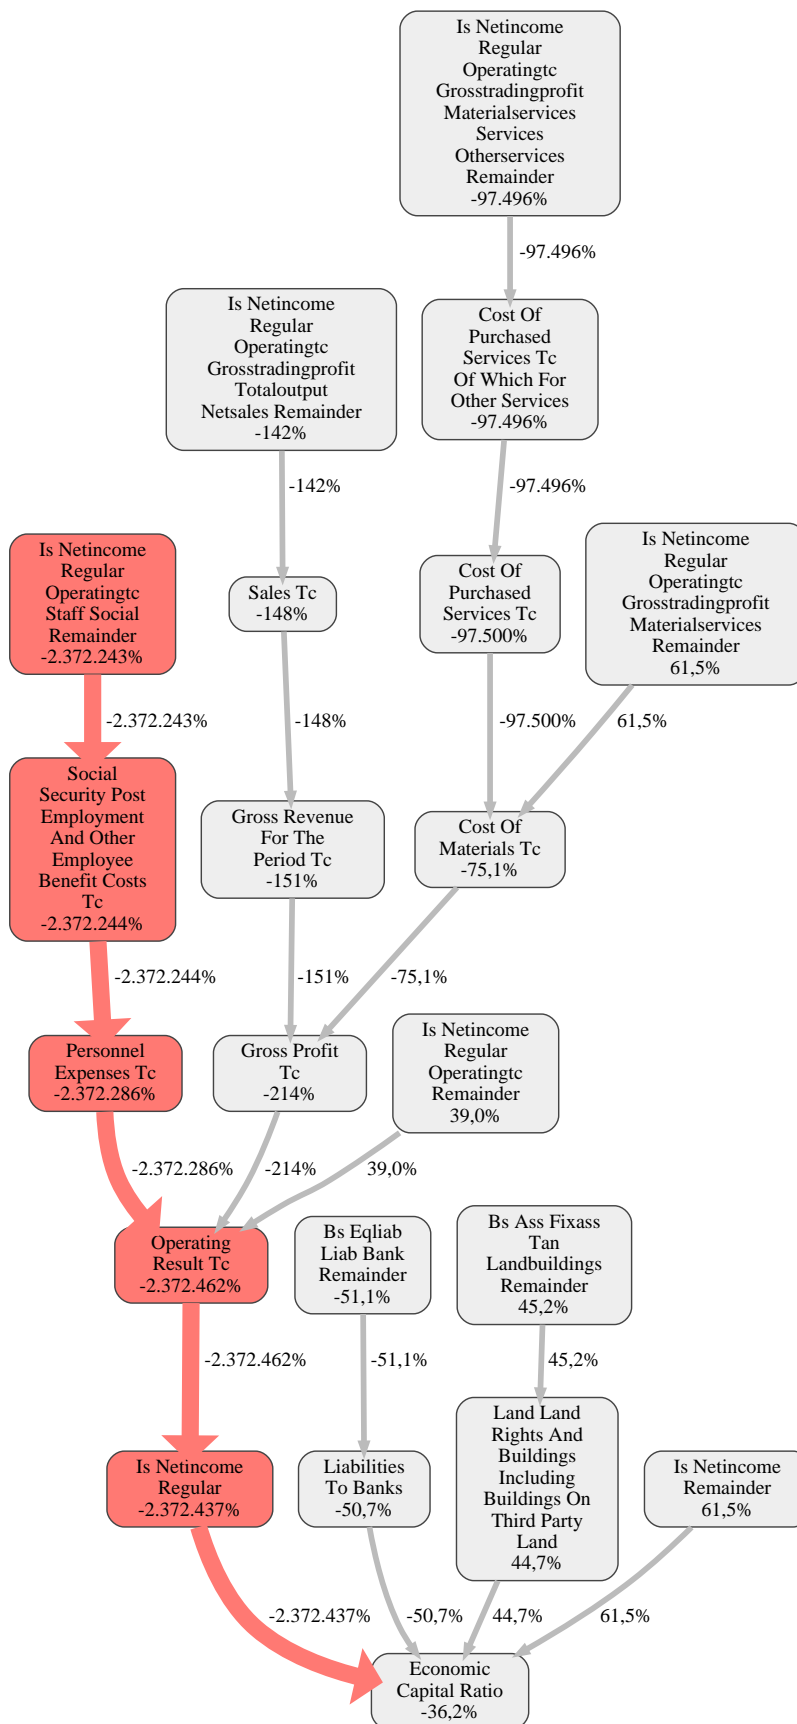 Is Netincome
Regular
Operatingtc
Grosstradingprofit
Materialservices
Services
Otherservices
Remainder
-97.496%
-97.496%
Is Netincome
Regular
Operatingtc
Grosstradingprofit
Totaloutput
Netsales Remainder
-142%
Cost Of
Purchased
Services Tc
Of Which For
Other Services
-97.496%
-142%
-97.496%
Is Netincome
Regular
Operatingtc
Staff Social
Remainder
-2.372.243%
Sales Tc
-148%
Cost Of
Purchased
Services Tc
-97.500%
Is Netincome
Regular
Operatingtc
Grosstradingprofit
Materialservices
Remainder
61,5%
-2.372.243%
-148%
-97.500%
61,5%
Social
Security Post
Employment
And Other
Employee
Benefit Costs
Tc
-2.372.244%
Gross Revenue
For The
Period Tc
-151%
Cost Of
Materials Tc
-75,1%
-2.372.244%
-151%
-75,1%
Personnel
Expenses Tc
-2.372.286%
Gross Profit
Tc
-214%
Is Netincome
Regular
Operatingtc
Remainder
39,0%
-2.372.286%
-214%
39,0%
Operating
Result Tc
-2.372.462%
Bs Eqliab
Liab Bank
Remainder
-51,1%
Bs Ass Fixass
Tan
Landbuildings
Remainder
45,2%
-2.372.462%
-51,1%
45,2%
Is Netincome
Regular
-2.372.437%
Liabilities
To Banks
-50,7%
Land Land
Rights And
Buildings
Including
Buildings On
Third Party
Land
44,7%
Is Netincome
Remainder
61,5%
-2.372.437%
-50,7%
44,7%
61,5%
Economic
Capital Ratio
-36,2%